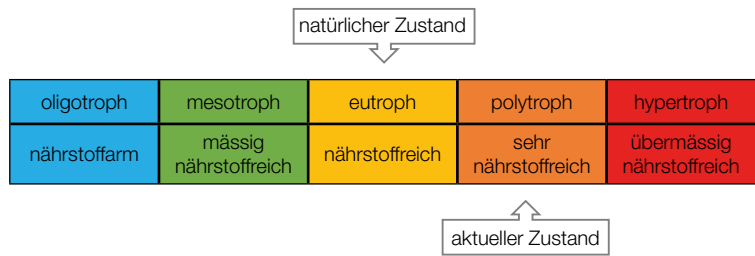 natürlicher Zustand
oligotroph mesotroph eutroph polytroph hypertroph
nährstoffarm mässig nährstoffreich nährstoffreich sehr nährstoffreich übermässig nährstoffreich
aktueller Zustand